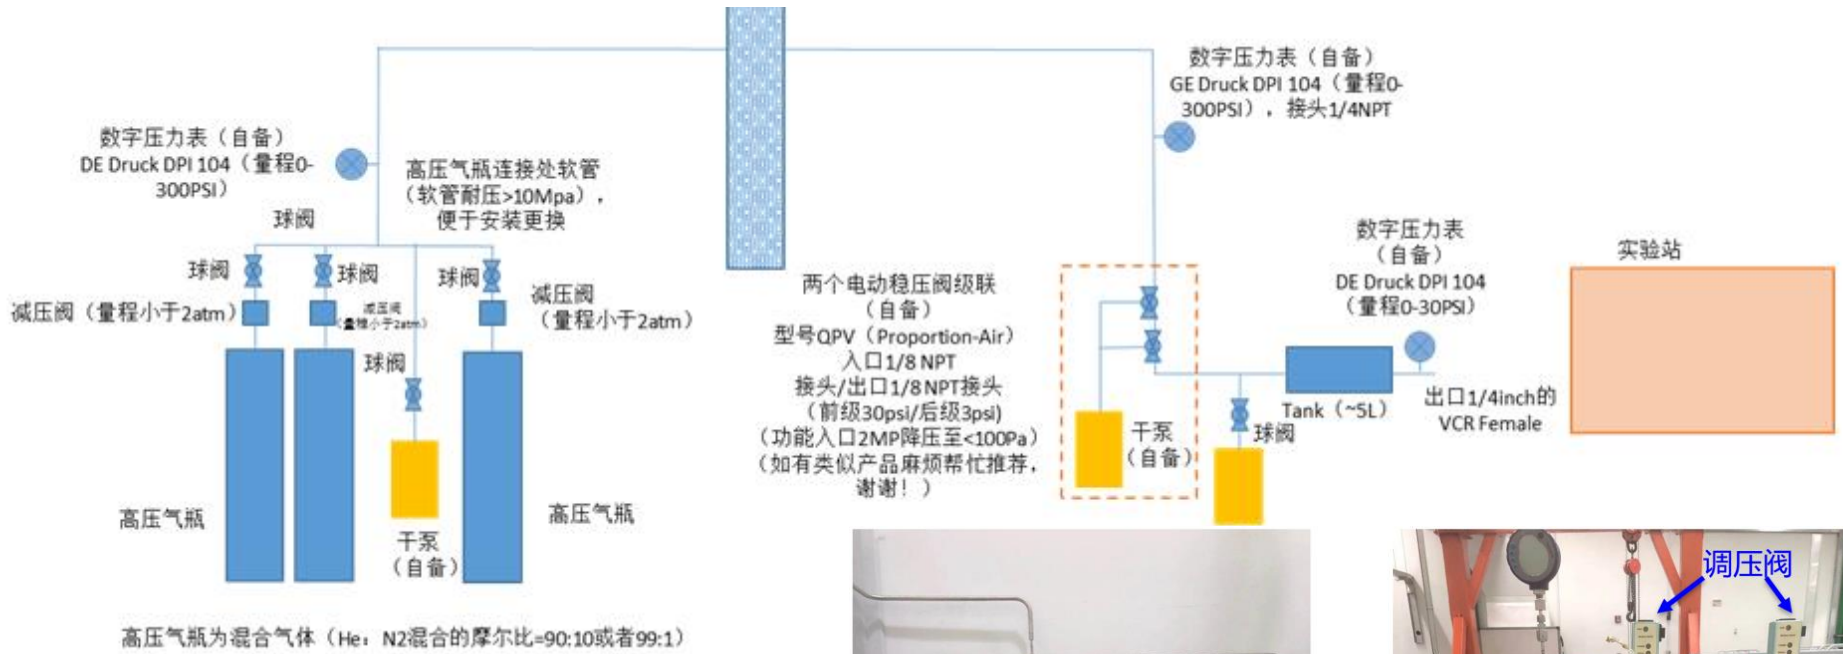 数字压力表（自备）
DE Druck DPI 104（量程0-
300PSI）
高压气瓶连接处软管
（软管耐压>10Mpa），
便于安装更换
球阀
球阀
球阀
球阀
减压阀（量程小于2atm）
减压阀
（量程小于2atm）
减压阀
（量程小于2atm）
球阀
高压气瓶
高压气瓶
干泵
（自备）
高压气瓶为混合气体（He：N2混合的摩尔比=90:10或者99:1）
数字压力表（自备）
GE Druck DPI 104（量程0-
300PSI），接头1/4NPT
两个电动稳压阀级联
（自备）
型号QPV（Proportion-Air）
入口1/8 NPT
接头/出口1/8 NPT接头
（前级30psi/后级3psi)
（功能入口2MP降压至<100Pa）
（如有类似产品麻烦帮忙推荐，
谢谢！）
干泵
（自备）
球阀
Tank（~5L）
数字压力表
（自备）
DE Druck DPI 104
（量程0-30PSI）
出口1/4inch的
VCR Female
实验站
调压阀